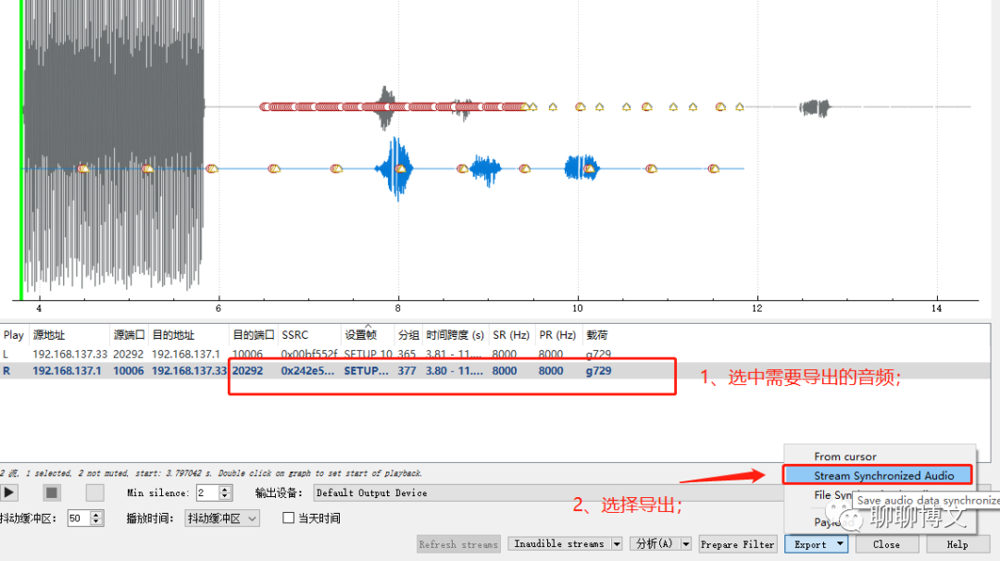 4 6 8 10 12 14
Play 源地址 源端口 目的地址 目的端口 SSRC 设置帧 分组 时间跨度 (s) SR (Hz) PR (Hz) 载荷
L 192.168.137.33 20292 192.168.137.1 10006 0x00bf552f SETUP 10 365 3.81 - 11.... 8000 8000 g729
R 192.168.137.1 10006 192.168.137.33 20292 0x242e5... SETUP... 377 3.80 - 11.... 8000 8000 g729
1、选中需要导出的音频;
From cursor
2 流, 1 selected, 2 not muted, start: 3.797042 s. Double click on graph to set start of playback.
Stream Synchronized Audio
Min silence: 2 输出设备: Default Output Device
File Syn
Save audio data synchronize
2、选择导出;
抖动缓冲区: 50 播放时间: 抖动缓冲区 当天时间
聊聊博文
Refresh streams Inaudible streams 分析(A) Prepare Filter Export Close Help